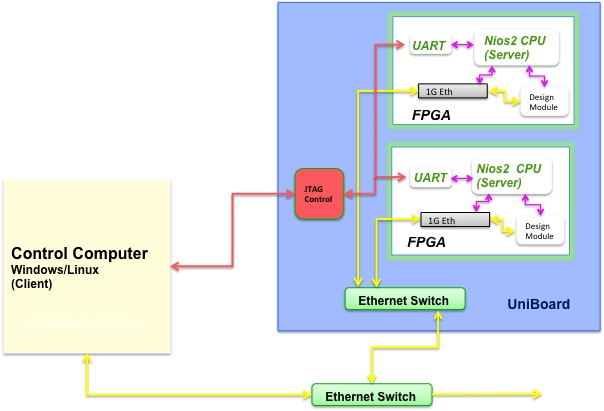 UART
Nios2 CPU
(Server)
1G Eth
Design
Module
FPGA
UART
Nios2 CPU
(Server)
1G Eth
Design
Module
FPGA
JTAG
Control
Control Computer
Windows/Linux
(Client)
Ethernet Switch
UniBoard
Ethernet Switch